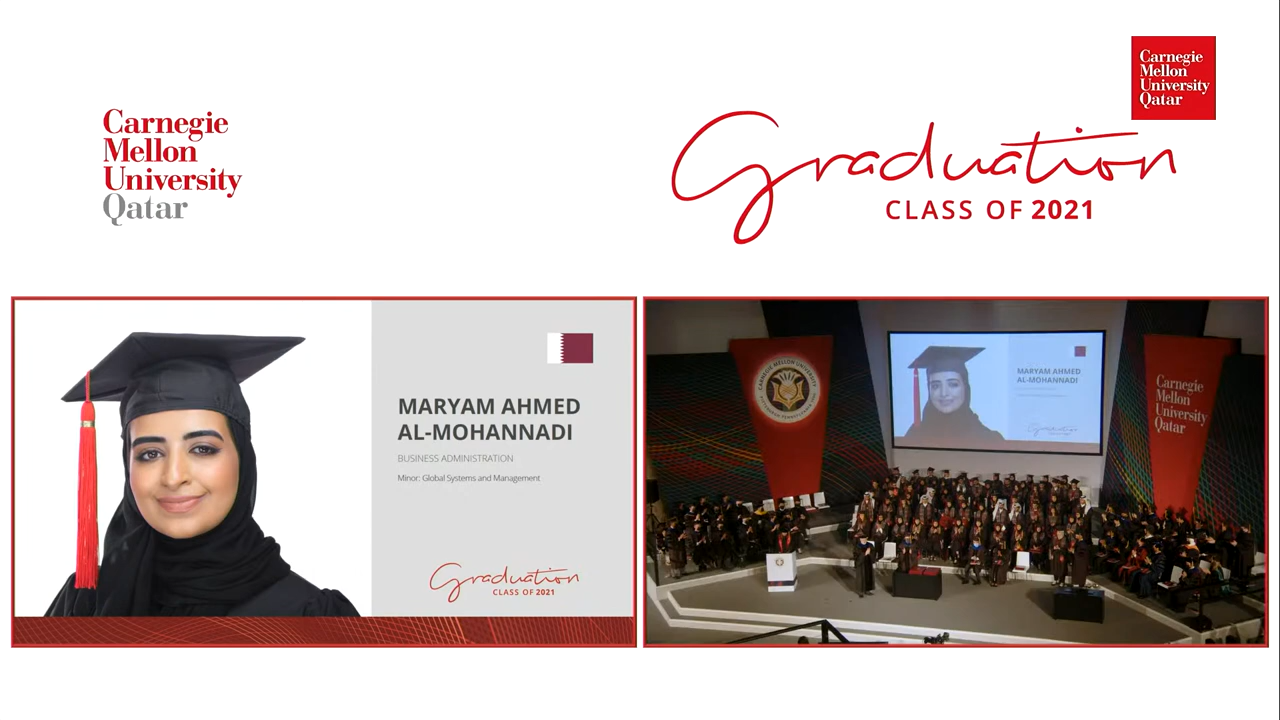 Carnegie
Mellon
University
Qatar
Graduation
CLASS OF 2021
Carnegie
Mellon
University
Qatar
MARYAM AHMED
AL-MOHANNADI
BUSINESS ADMINISTRATION
Minor: Global Systems and Management
Graduation
CLASS OF 2021
CARNEGIE MELLON UNIVERSITY
MARYAM AHMED
AL-MOHANNADI
Graduation
Carnegie
Mellon
University
Qatar